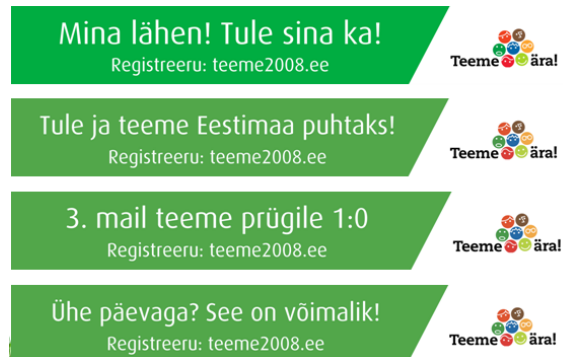 Mina lähen! Tule sina ka!
Registreeru: teeme2008.ee
Teeme ära!
Tule ja teeme Eestimaa puhtaks!
Registreeru: teeme2008.ee
Teeme ära!
3. mail teeme prügile 1:0
Registreeru: teeme2008.ee
Teeme ära!
Ühe päevaga? See on võimalik!
Registreeru: teeme2008.ee
Teeme ära!